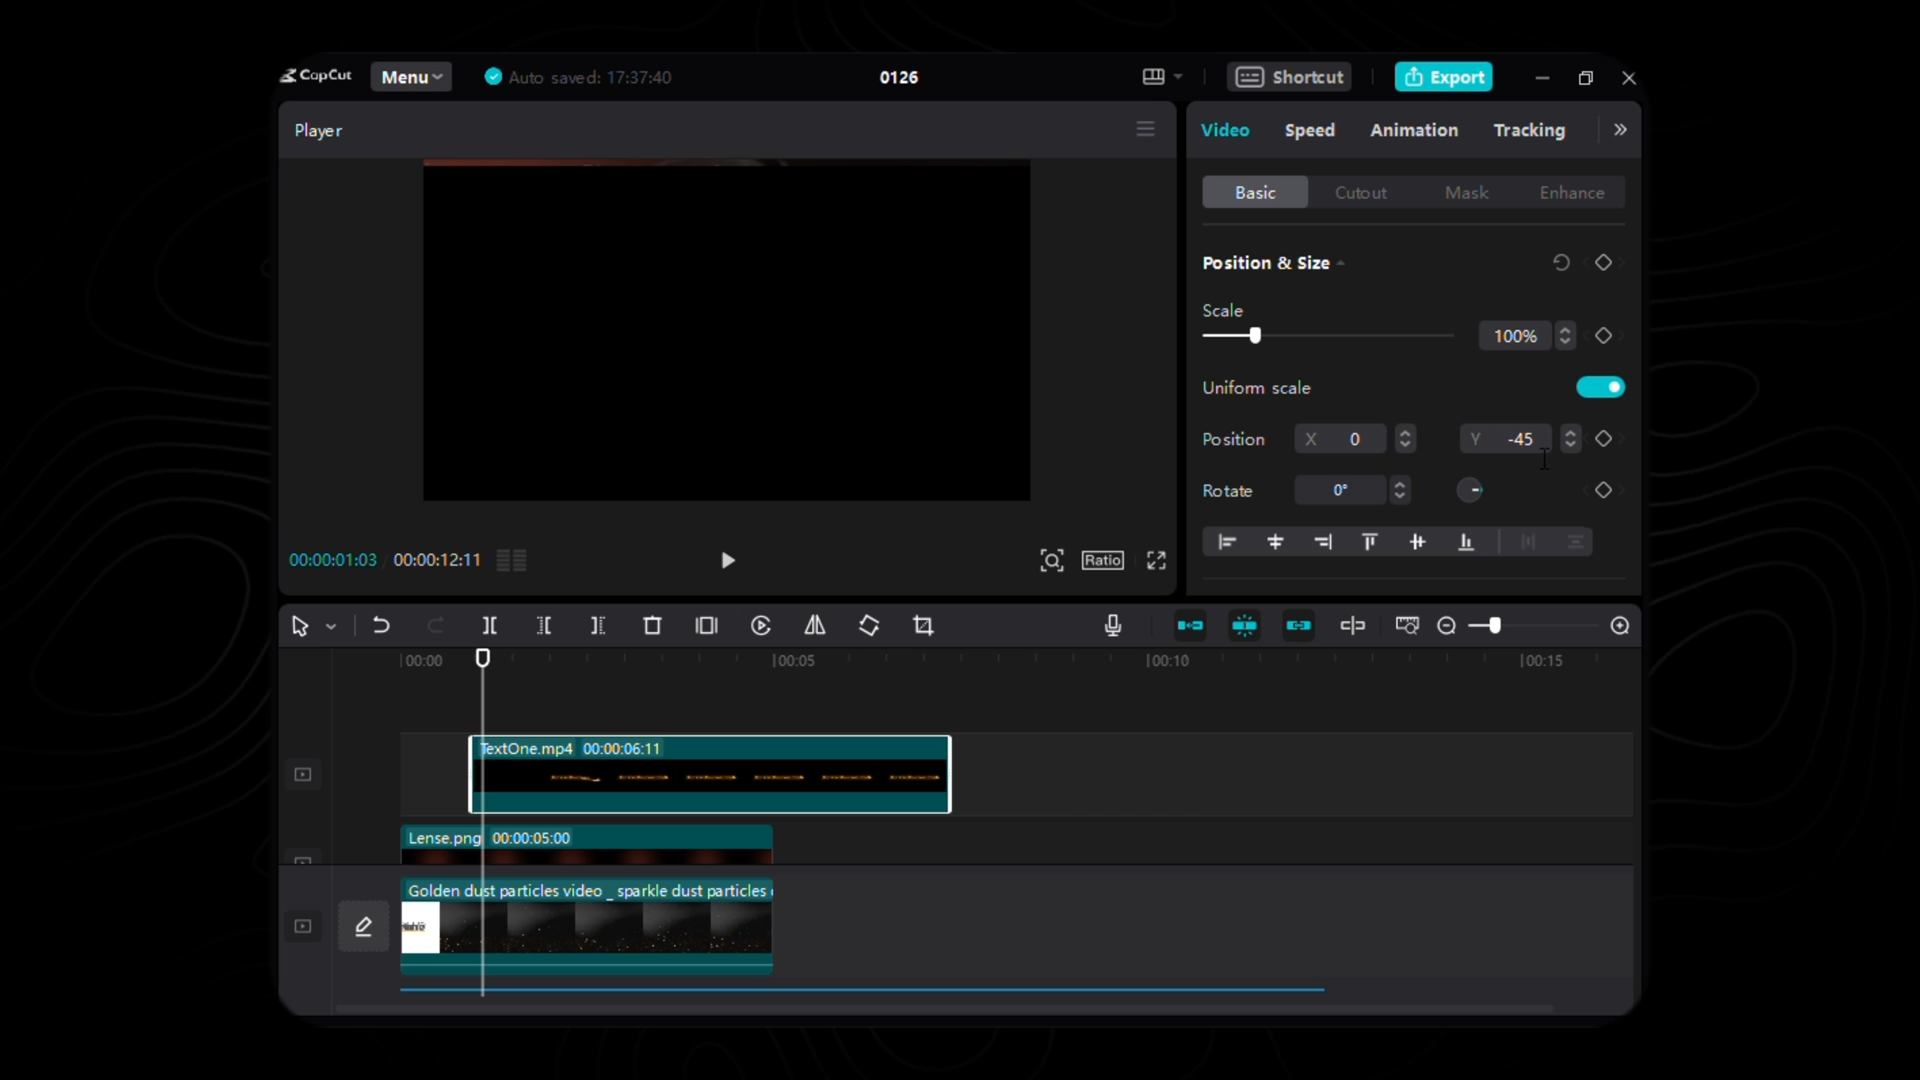 CapCut
Menu
Auto saved: 17:37:40
0126
Shortcut
Export
Player
Video
Speed
Animation
Tracking
Basic
Cutout
Mask
Enhance
Position & Size
Scale
100%
Uniform scale
Position
X
0
Y
-45
Rotate
0°
00:00:01:03
00:00:12:11
Ratio
00:00
00:05
00:10
00:15
TextOne.mp4 00:00:06:11
Lense.png 00:00:05:00
Golden dust particles video _ sparkle dust particles